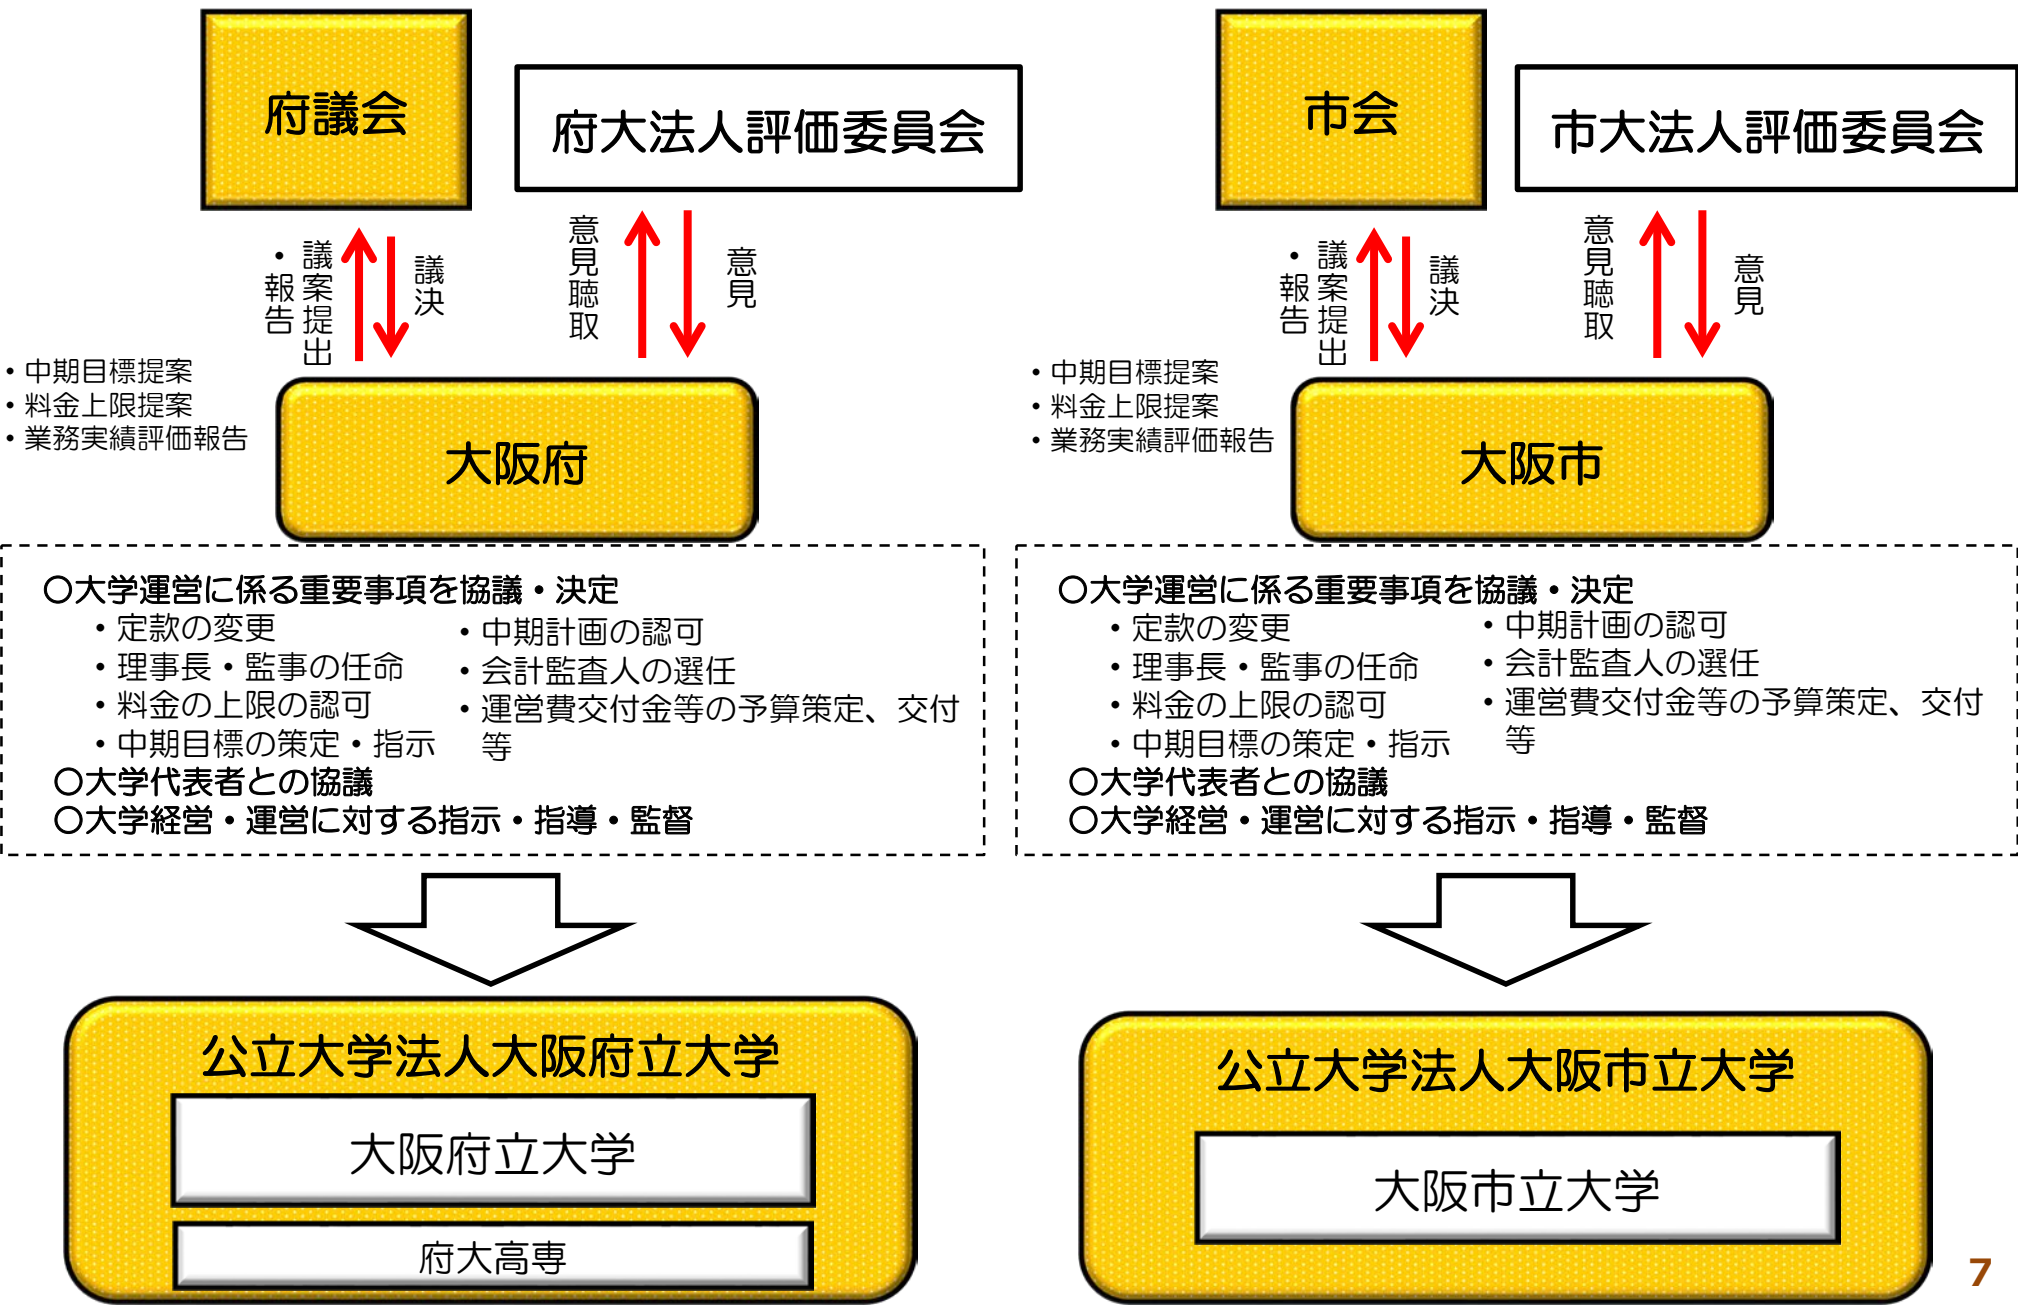 府議会
府大法人評価委員会
議案提出
・報告
議決
意見聴取
意見
・中期目標提案
・料金上限提案
・業務実績評価報告
大阪府
〇大学運営に係る重要事項を協議・決定
・定款の変更
・理事長・監事の任命
・料金の上限の認可
・中期目標の策定・指示
・中期計画の認可
・会計監査人の選任
・運営費交付金等の予算策定、交付
等
〇大学代表者との協議
〇大学経営・運営に対する指示・指導・監督
公立大学法人大阪府立大学
大阪府立大学
府大高専
市会
市大法人評価委員会
議案提出
・報告
議決
意見聴取
意見
・中期目標提案
・料金上限提案
・業務実績評価報告
大阪市
〇大学運営に係る重要事項を協議・決定
・定款の変更
・理事長・監事の任命
・料金の上限の認可
・中期目標の策定・指示
・中期計画の認可
・会計監査人の選任
・運営費交付金等の予算策定、交付
等
〇大学代表者との協議
〇大学経営・運営に対する指示・指導・監督
公立大学法人大阪市立大学
大阪市立大学
7